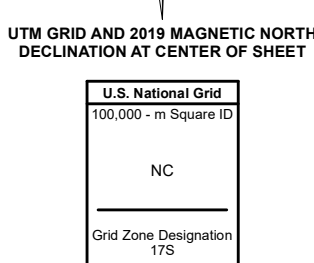 UTM GRID AND 2019 MAGNETIC NORTH
DECLINATION AT CENTER OF SHEET
U.S. National Grid
100,000 - m Square ID
NC
Grid Zone Designation
17S